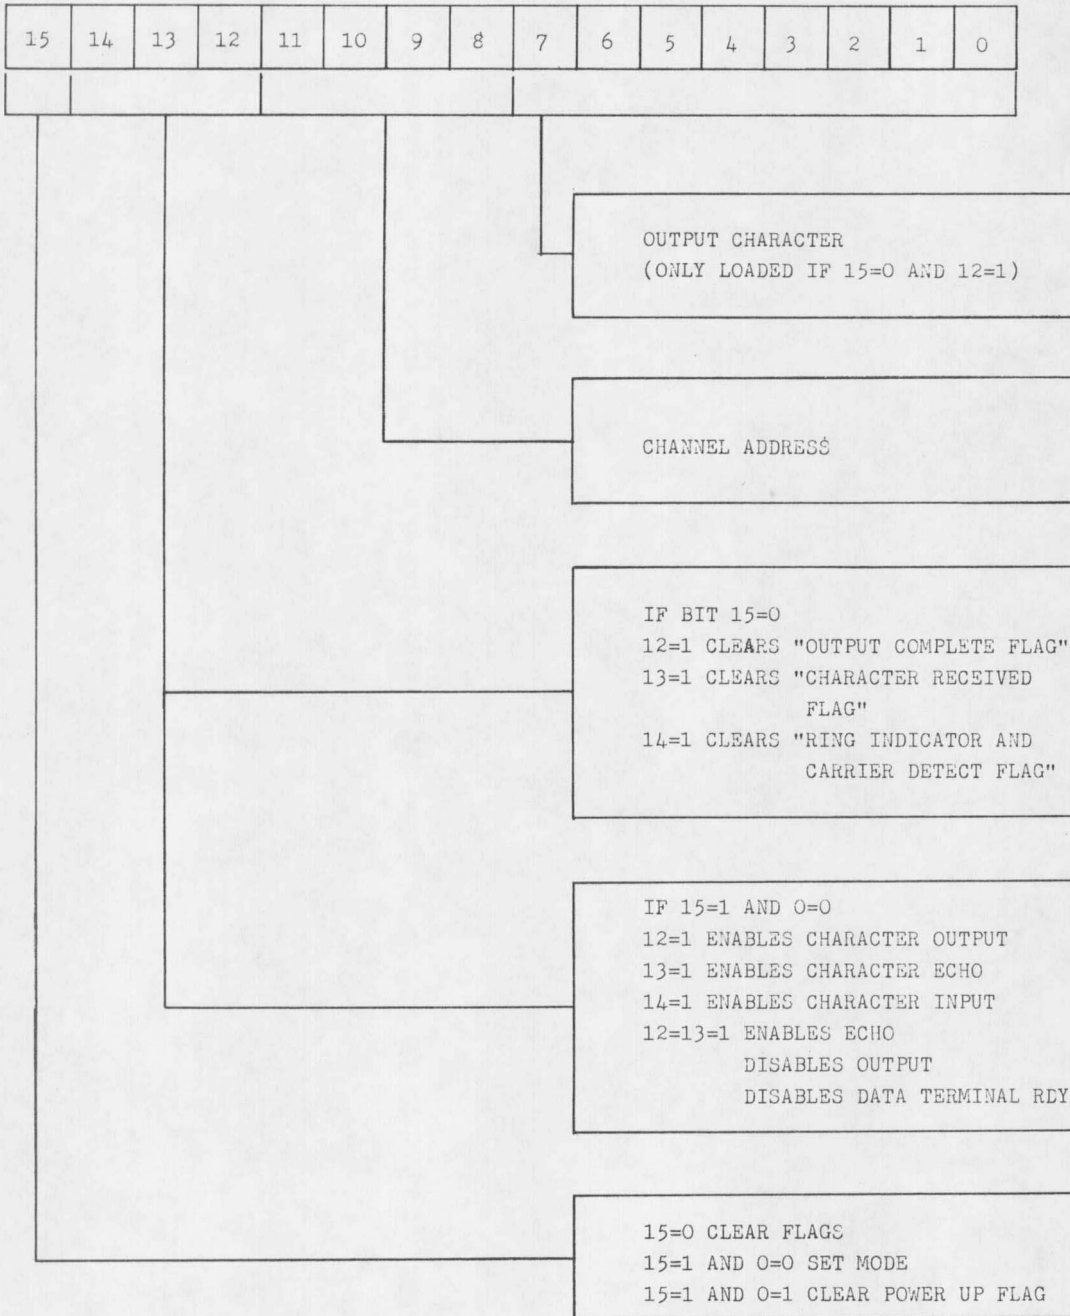 15 14 13 12 11 10 9 8 7 6 5 4 3 2 1 0
OUTPUT CHARACTER
(ONLY LOADED IF 15=0 AND 12=1)
CHANNEL ADDRESS
IF BIT 15=0
12=1 CLEARS "OUTPUT COMPLETE FLAG"
13=1 CLEARS "CHARACTER RECEIVED
FLAG"
14=1 CLEARS "RING INDICATOR AND
CARRIER DETECT FLAG"
IF 15=1 AND 0=0
12=1 ENABLES CHARACTER OUTPUT
13=1 ENABLES CHARACTER ECHO
14=1 ENABLES CHARACTER INPUT
12=13=1 ENABLES ECHO
DISABLES OUTPUT
DISABLES DATA TERMINAL RDY
15=0 CLEAR FLAGS
15=1 AND 0=0 SET MODE
15=1 AND 0=1 CLEAR POWER UP FLAG